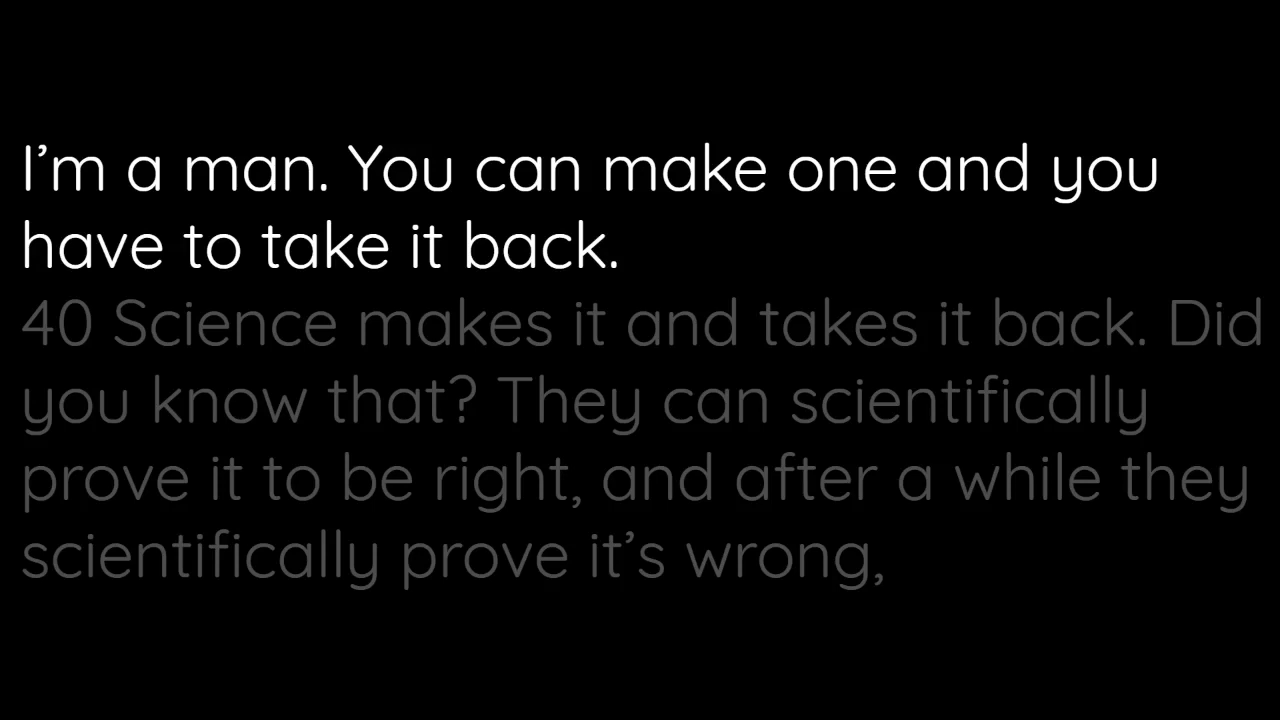 I’m a man. You can make one and you
have to take it back.
40 Science makes it and takes it back. Did
you know that? They can scientifically
prove it to be right, and after a while they
scientifically prove it’s wrong,